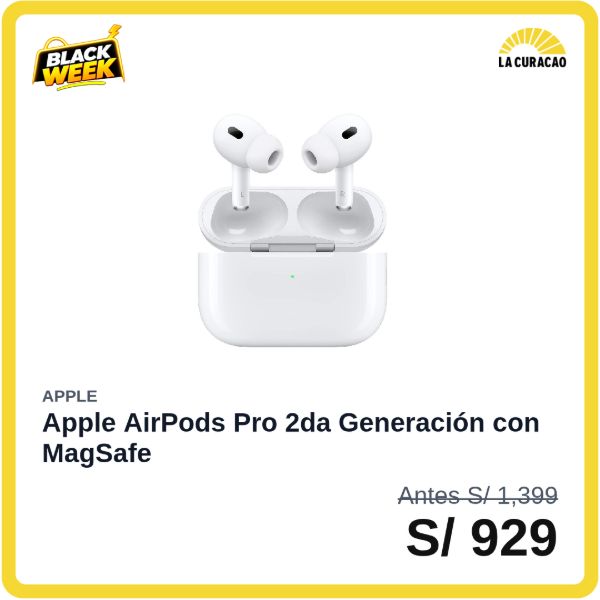 BLACK
WEEK
LA CURACAO
L
R
APPLE
Apple AirPods Pro 2da Generación con
MagSafe
Antes S/ 1,399
S/ 929